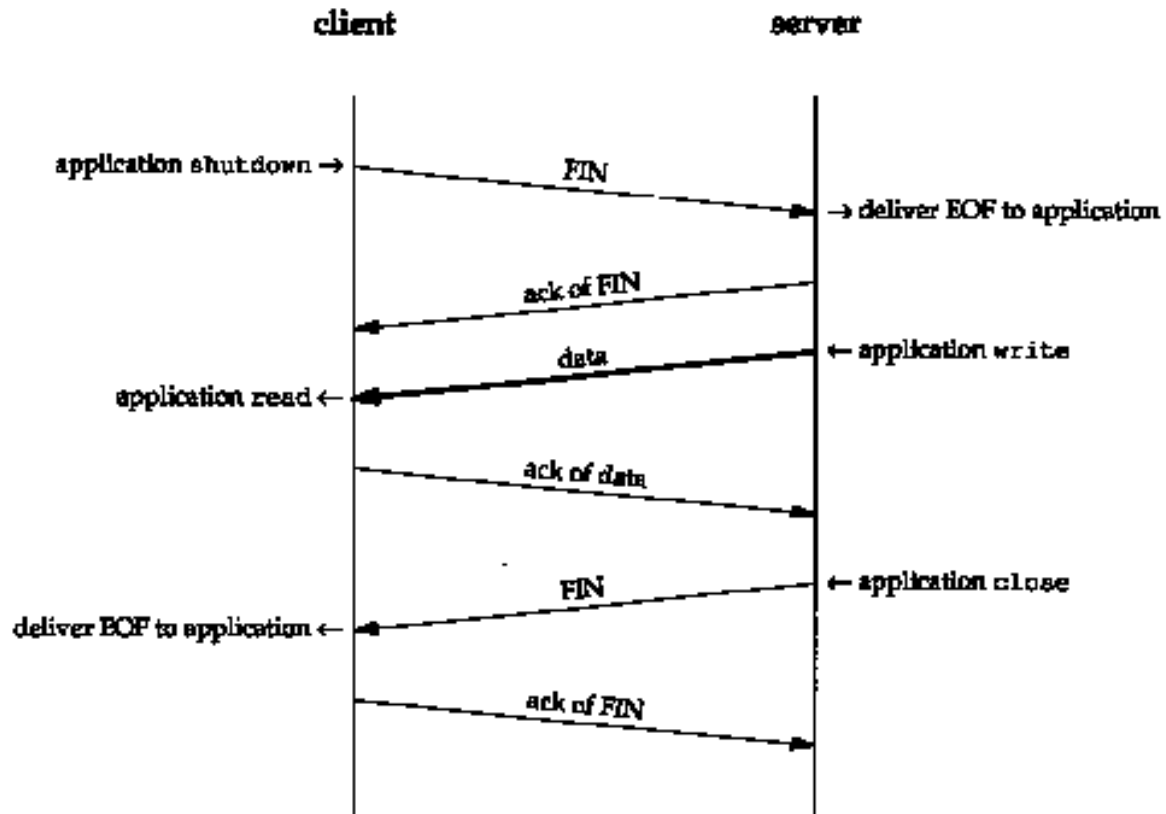 client
server
application shutdown →
FIN
→ deliver EOF to application
ack of FIN
← application write
data
application read ←
ack of data
← application close
FIN
deliver EOF to application ←
ack of FIN